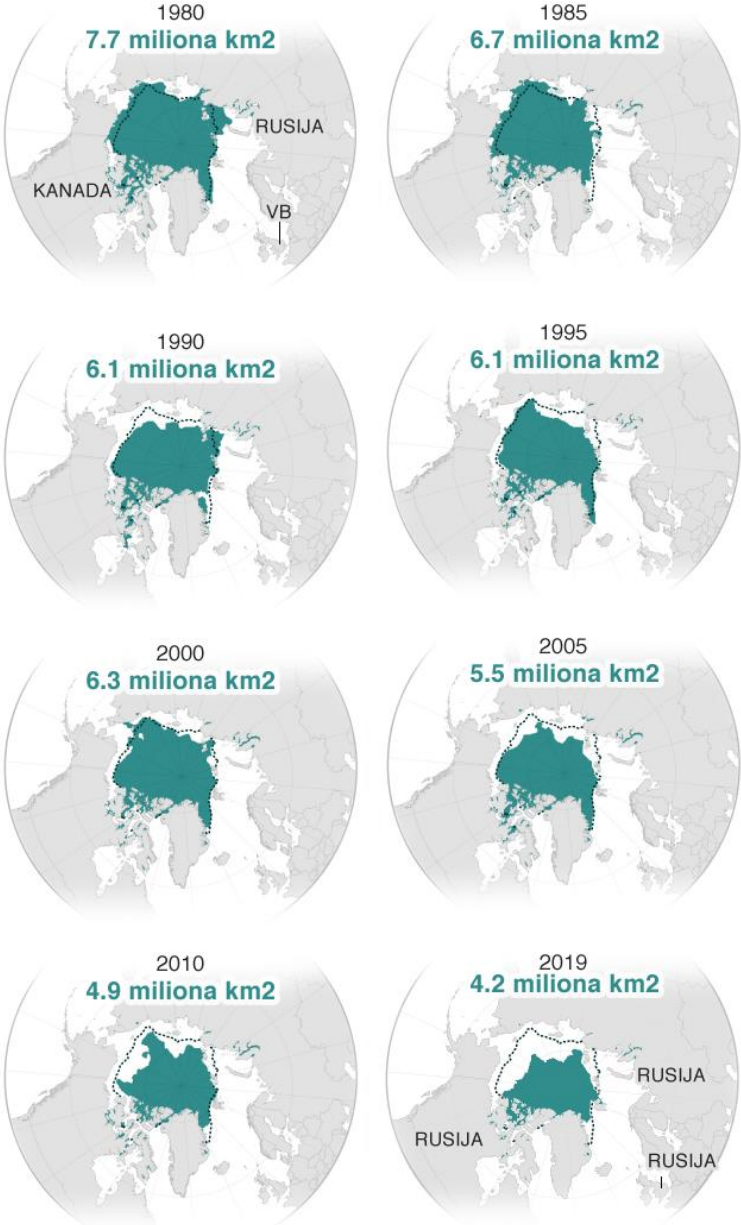 1980
7.7 miliona km2
RUSIJA
KANADA
VB
1985
6.7 miliona km2
1990
6.1 miliona km2
1995
6.1 miliona km2
2000
6.3 miliona km2
2005
5.5 miliona km2
2010
4.9 miliona km2
2019
4.2 miliona km2
RUSIJA
RUSIJA
RUSIJA